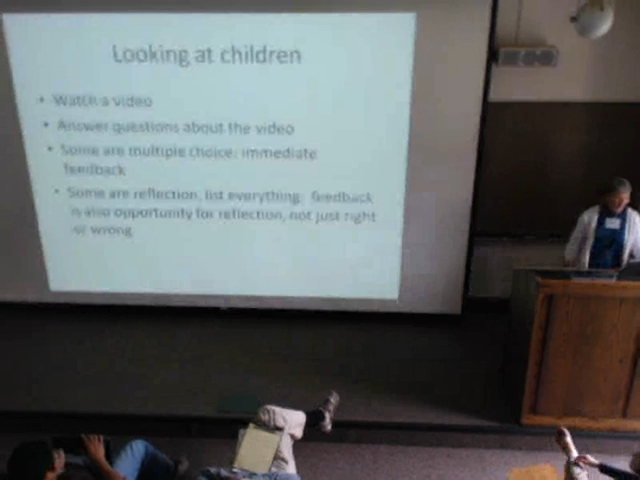 Looking at children
• Watch a video
• Answer questions about the video
• Some are multiple choice: immediate
feedback
• Some are reflection, list everything: feedback
is also opportunity for reflection, not just right
or wrong